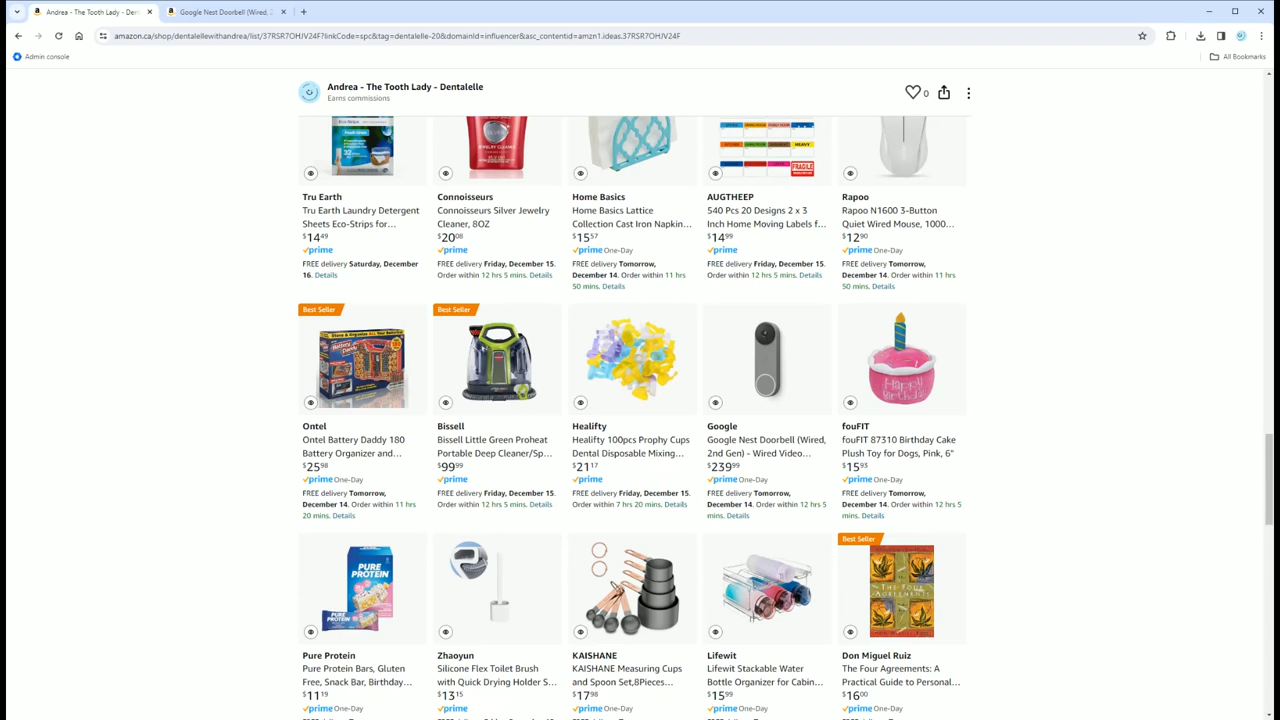 Andrea - The Tooth Lady - Den
Google Nest Doorbell (Wired, 2
amazon.ca/shop/dentalellewithandrea/list/37RSR7OHJV24F?linkCode=spc&tag=dentalelle-20&domainId=influencer&asc_contentid=amzn1.ideas.37RSR7OHJV24F
Admin console
All Bookmarks
Andrea - The Tooth Lady - Dentalelle
Earns commissions
0
JEWELRY CLEANER
HEAVY
FRAGILE
Tru Earth
Tru Earth Laundry Detergent
Sheets Eco-Strips for...
$14 49
prime
FREE delivery Saturday, December
16. Details
Connoisseurs
Connoisseurs Silver Jewelry
Cleaner, 8OZ
$20 08
prime
FREE delivery Friday, December 15.
Order within 12 hrs 5 mins. Details
Home Basics
Home Basics Lattice
Collection Cast Iron Napkin...
$15 57
prime One-Day
FREE delivery Tomorrow,
December 14. Order within 11 hrs
50 mins. Details
AUGTHEEP
540 Pcs 20 Designs 2 x 3
Inch Home Moving Labels f...
$14 99
prime
FREE delivery Friday, December 15.
Order within 12 hrs 5 mins. Details
Rapoo
Rapoo N1600 3-Button
Quiet Wired Mouse, 1000...
$12 90
prime One-Day
FREE delivery Tomorrow,
December 14. Order within 11 hrs
50 mins. Details
Best Seller
Battery Daddy
Ontel
Ontel Battery Daddy 180
Battery Organizer and...
$25 98
prime One-Day
FREE delivery Tomorrow,
December 14. Order within 11 hrs
20 mins. Details
Best Seller
Bissell
Bissell Little Green Proheat
Portable Deep Cleaner/Sp...
$99 99
prime
FREE delivery Friday, December 15.
Order within 12 hrs 5 mins. Details
Healifty
Healifty 100pcs Prophy Cups
Dental Disposable Mixing...
$21 17
prime
FREE delivery Friday, December 15.
Order within 7 hrs 20 mins. Details
Google
Google Nest Doorbell (Wired,
2nd Gen) - Wired Video...
$239 99
prime One-Day
FREE delivery Tomorrow,
December 14. Order within 12 hrs 5
mins. Details
Happy
Birthday
fouFIT
fouFIT 87310 Birthday Cake
Plush Toy for Dogs, Pink, 6"
$15 93
prime One-Day
FREE delivery Tomorrow,
December 14. Order within 12 hrs 5
mins. Details
PURE
PROTEIN
Pure Protein
Pure Protein Bars, Gluten
Free, Snack Bar, Birthday...
$11 19
prime One-Day
Zhaoyun
Silicone Flex Toilet Brush
with Quick Drying Holder S...
$13 15
prime
KAISHANE
KAISHANE Measuring Cups
and Spoon Set,8Pieces...
$17 98
prime One-Day
Lifewit
Lifewit Stackable Water
Bottle Organizer for Cabin...
$15 99
prime One-Day
Best Seller
THE FOUR
AGREEMENTS
Don Miguel Ruiz
The Four Agreements: A
Practical Guide to Personal...
$16 00
prime One-Day